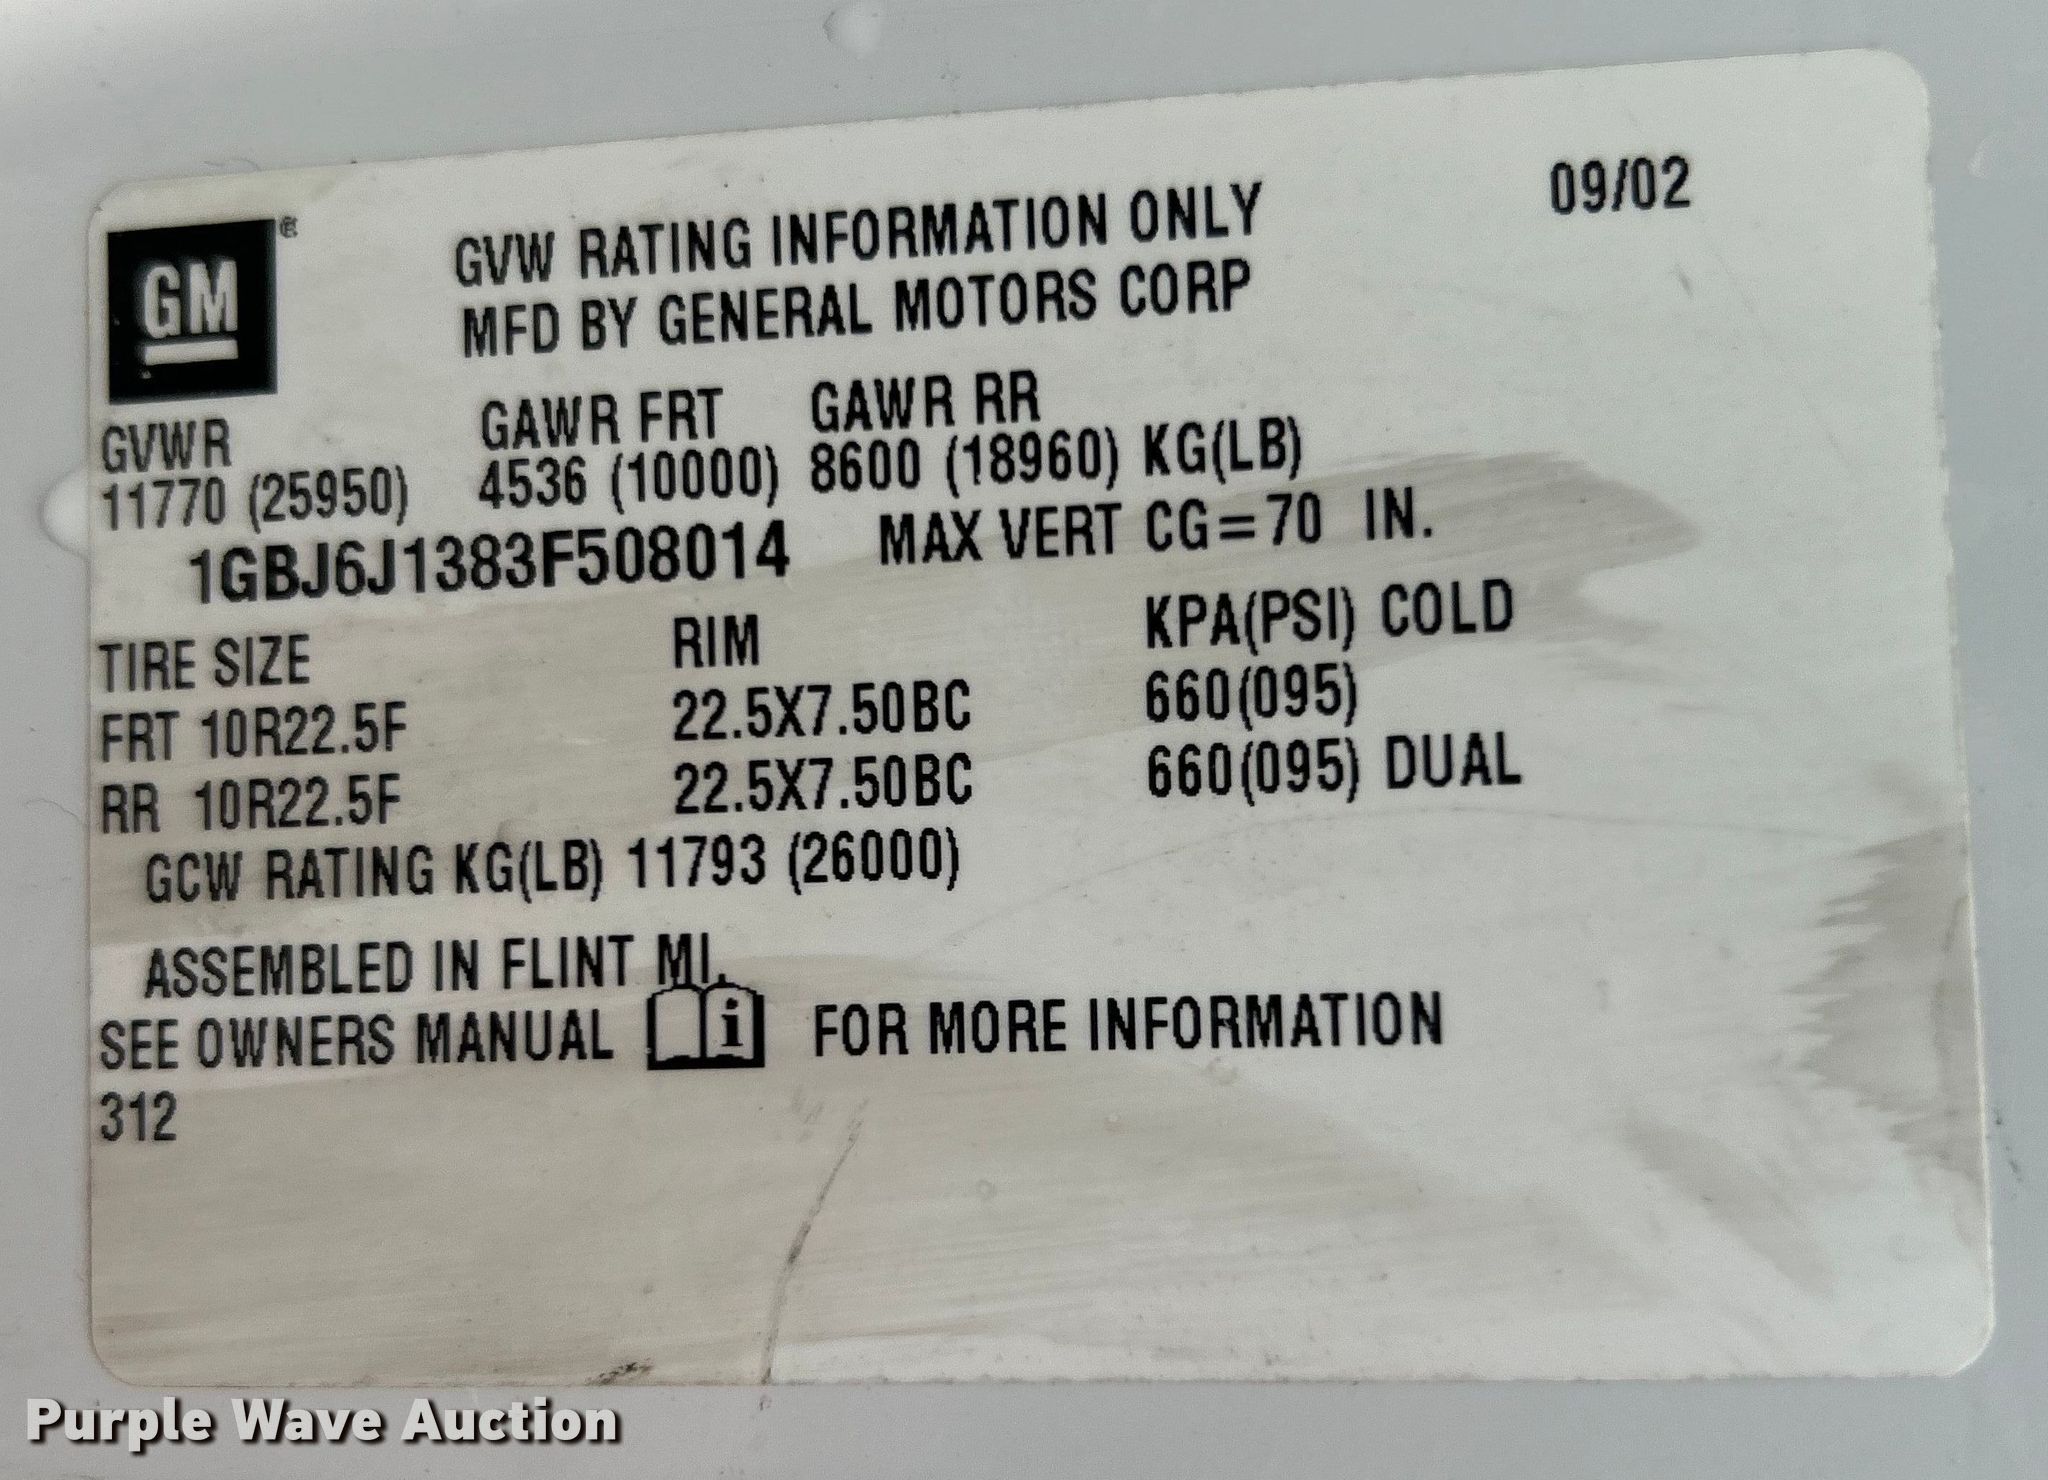 09/02
GM ®
GVW RATING INFORMATION ONLY
MFD BY GENERAL MOTORS CORP
GVWR GAWR FRT GAWR RR
11770 (25950) 4536 (10000) 8600 (18960) KG(LB)
1GBJ6J1383F508014 MAX VERT CG=70 IN.
TIRE SIZE RIM KPA(PSI) COLD
FRT 10R22.5F 22.5X7.50BC 660(095)
RR 10R22.5F 22.5X7.50BC 660(095) DUAL
GCW RATING KG(LB) 11793 (26000)
ASSEMBLED IN FLINT MI.
SEE OWNERS MANUAL i FOR MORE INFORMATION
312
Purple Wave Auction